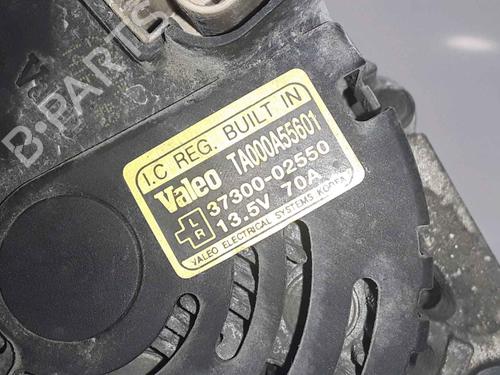 B-PARTS
I.C REG. BUILT IN
Valeo TA000A55601
37300-02550
L R 13.5V 70A
VALEO ELECTRICAL SYSTEMS KOREA